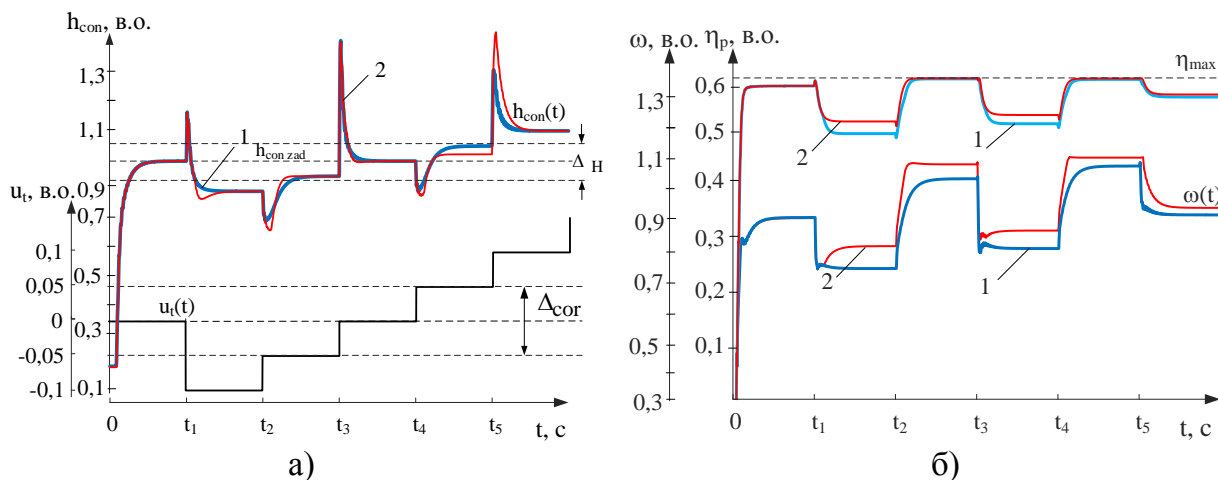 h_con, в.о.
1,3
1,1
0,9
0,7
0,5
0,3
0,1
u_t, в.о.
0,1
0,05
0
-0,05
-0,1
1
2
h_con zad
h_con(t)
Δ_H
u_t(t)
Δ_cor
0 t_1 t_2 t_3 t_4 t_5 t, c
а)
ω, в.о. η_p, в.о.
1,3
1,1
0,9
0,7
0,5
0,3
0,6
0,5
0,4
0,3
0,2
0,1
η_max
2
1
ω(t)
2
1
0 t_1 t_2 t_3 t_4 t_5 t, c
б)